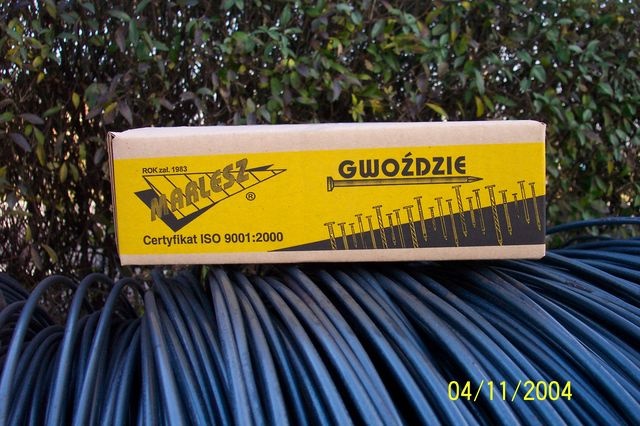 ROK zał. 1983
MARLESZ
®
Certyfikat ISO 9001:2000
GWOŹDZIE
04/11/2004